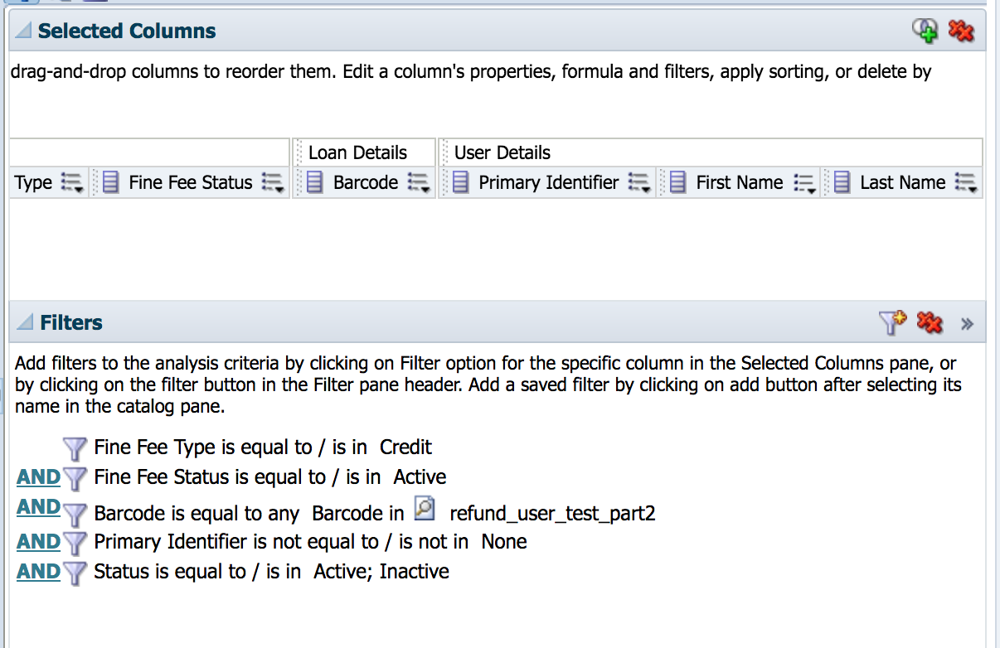 Selected Columns
drag-and-drop columns to reorder them. Edit a column's properties, formula and filters, apply sorting, or delete by
Loan Details
User Details
Type
Fine Fee Status
Barcode
Primary Identifier
First Name
Last Name
Filters
Add filters to the analysis criteria by clicking on Filter option for the specific column in the Selected Columns pane, or
by clicking on the filter button in the Filter pane header. Add a saved filter by clicking on add button after selecting its
name in the catalog pane.
Fine Fee Type is equal to / is in Credit
AND Fine Fee Status is equal to / is in Active
AND Barcode is equal to any Barcode in refund_user_test_part2
AND Primary Identifier is not equal to / is not in None
AND Status is equal to / is in Active; Inactive